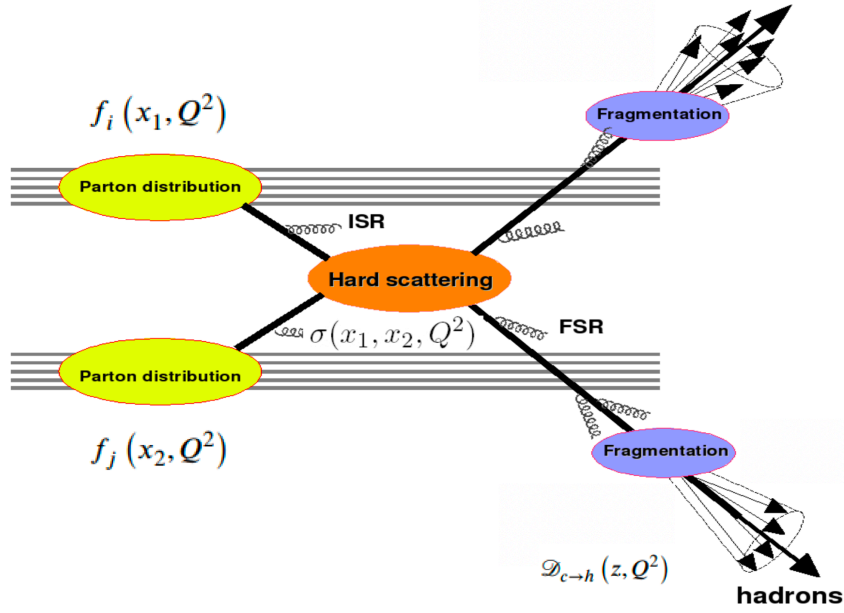 Fragmentation
f_i (x_1, Q^2)
Parton distribution
ISR
Hard scattering
σ(x_1, x_2, Q^2)
FSR
Parton distribution
f_j (x_2, Q^2)
Fragmentation
𝒟_{c→h} (z, Q^2)
hadrons